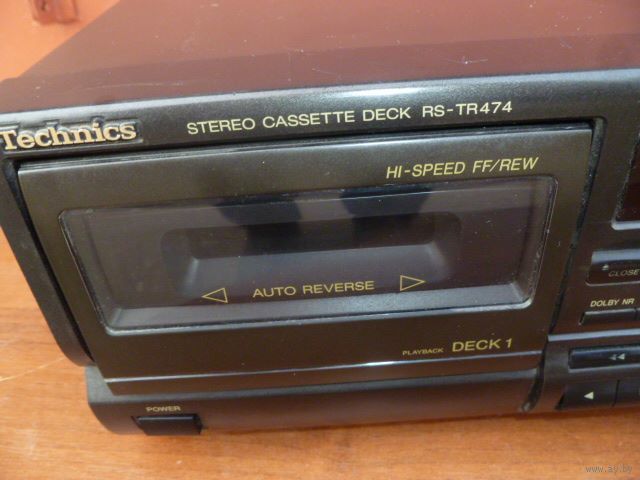 Technics
STEREO CASSETTE DECK RS-TR474
HI-SPEED FF/REW
AUTO REVERSE
CLOSE
DOLBY NR
PLAYBACK DECK 1
POWER
www.ay.by